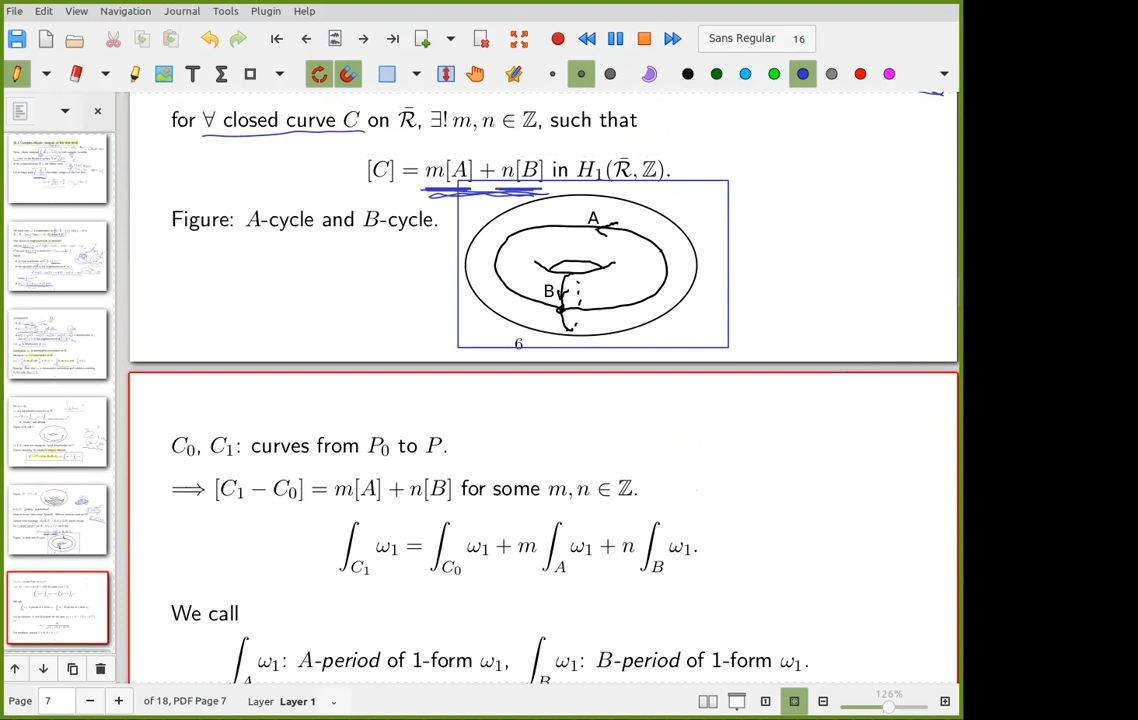 File Edit View Navigation Journal Tools Plugin Help
Sans Regular 16
for ∀ closed curve C on R̄, ∃! m, n ∈ ℤ, such that
[C] = m[A] + n[B] in H₁(R̄, ℤ).
Figure: A-cycle and B-cycle.
A
B
6
C₀, C₁: curves from P₀ to P.
⟹ [C₁ − C₀] = m[A] + n[B] for some m, n ∈ ℤ.
∫_{C₁} ω₁ = ∫_{C₀} ω₁ + m ∫_A ω₁ + n ∫_B ω₁.
We call
∫_A ω₁: A-period of 1-form ω₁, ∫_B ω₁: B-period of 1-form ω₁.
Page 7 of 18, PDF Page 7 Layer Layer 1 126%